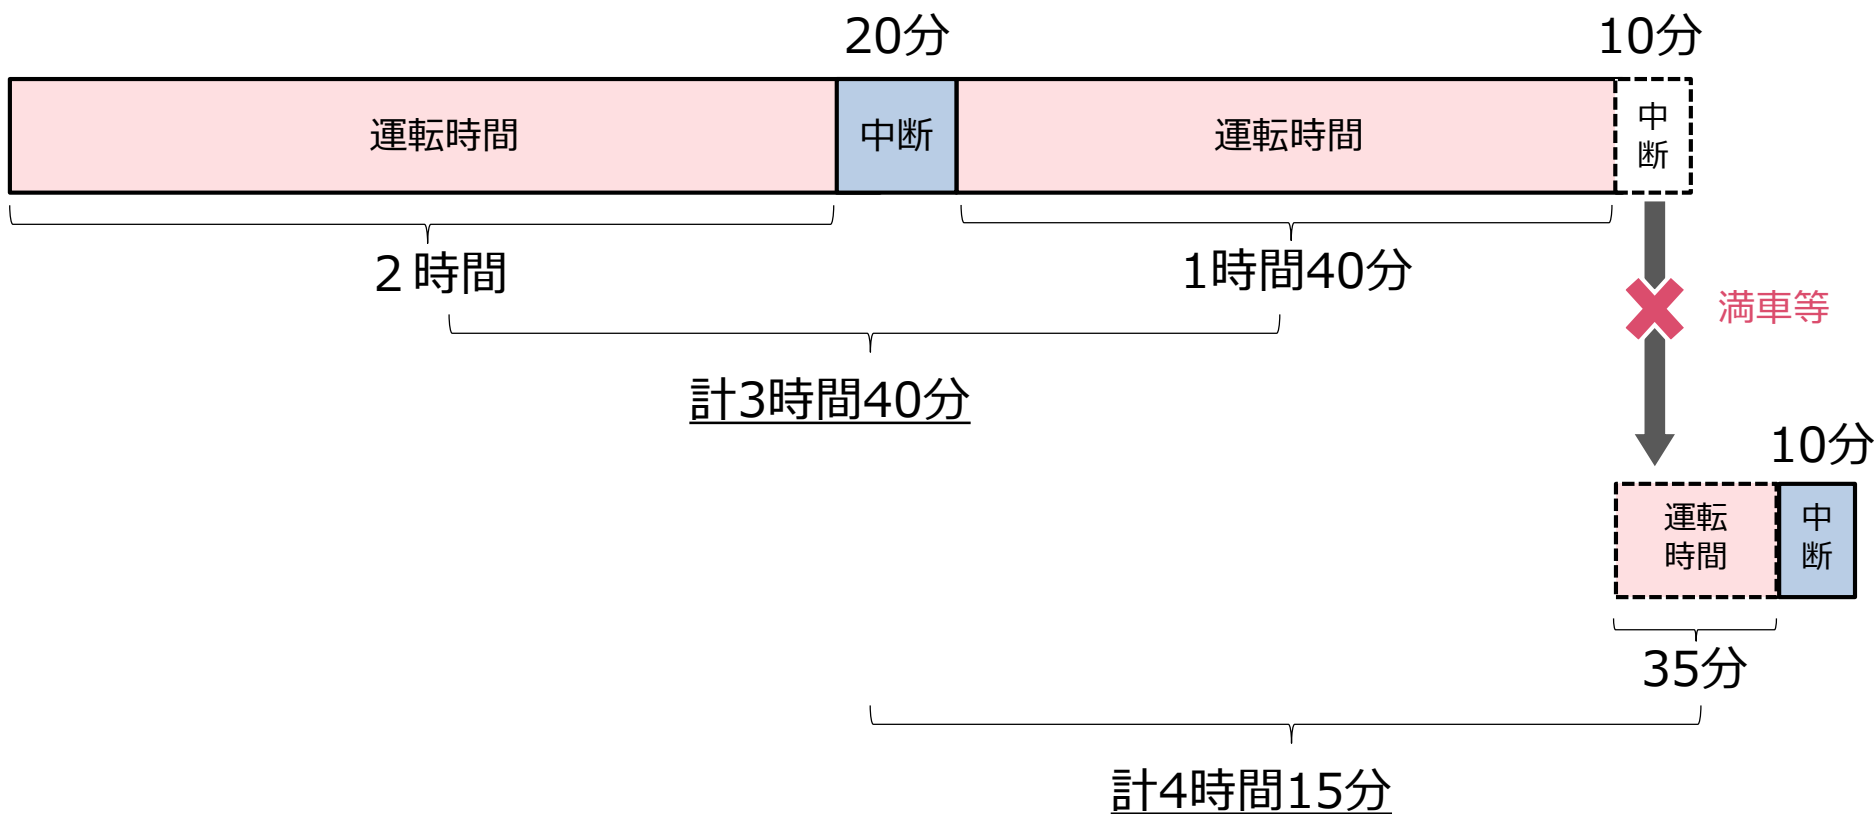 20分
10分
運転時間
中断
運転時間
中
断
2時間
1時間40分
満車等
計3時間40分
10分
運転
時間
中
断
35分
計4時間15分